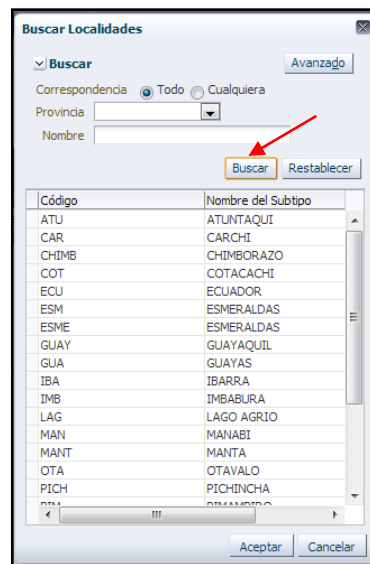 Buscar Localidades
Buscar Avanzado
Correspondencia Todo Cualquiera
Provincia
Nombre
Buscar Restablecer
Código Nombre del Subtipo
ATU ATUNTAQUI
CAR CARCHI
CHIMB CHIMBORAZO
COT COTACACHI
ECU ECUADOR
ESM ESMERALDAS
ESME ESMERALDAS
GUAY GUAYAQUIL
GUA GUAYAS
IBA IBARRA
IMB IMBABURA
LAG LAGO AGRIO
MAN MANABI
MANT MANTA
OTA OTAVALO
PICH PICHINCHA
Aceptar Cancelar